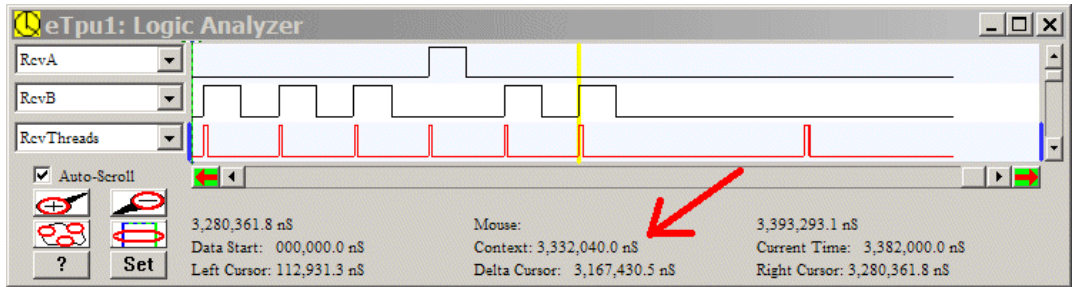 eTpu1: Logic Analyzer
RcvA
RcvB
RcvThreads
Auto-Scroll
? Set
3,280,361.8 nS Mouse: 3,393,293.1 nS
Data Start: 000,000.0 nS Context: 3,332,040.0 nS Current Time: 3,382,000.0 nS
Left Cursor: 112,931.3 nS Delta Cursor: 3,167,430.5 nS Right Cursor: 3,280,361.8 nS